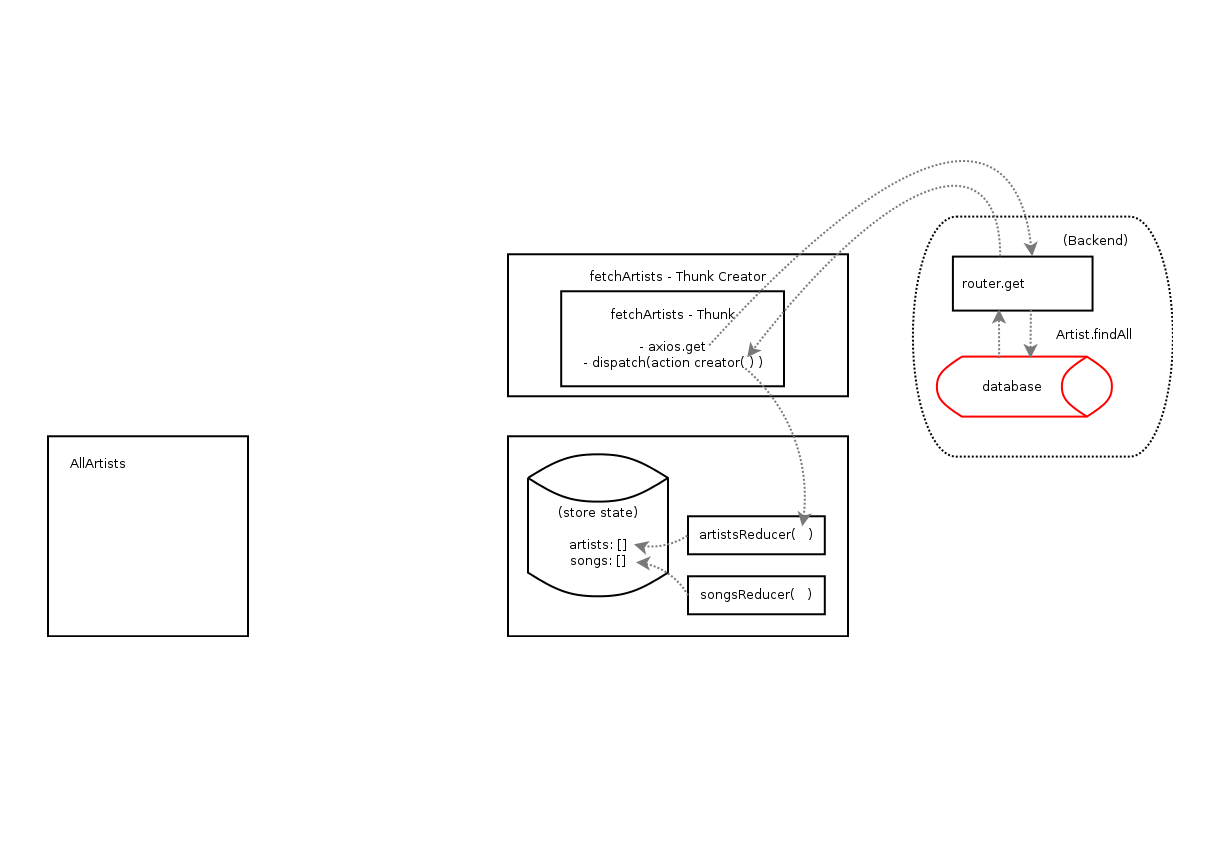 (Backend)
fetchArtists - Thunk Creator
router.get
fetchArtists - Thunk
Artist.findAll
- axios.get
- dispatch(action creator( ) )
database
AllArtists
(store state)
artistsReducer(   )
artists: []
songs: []
songsReducer(   )